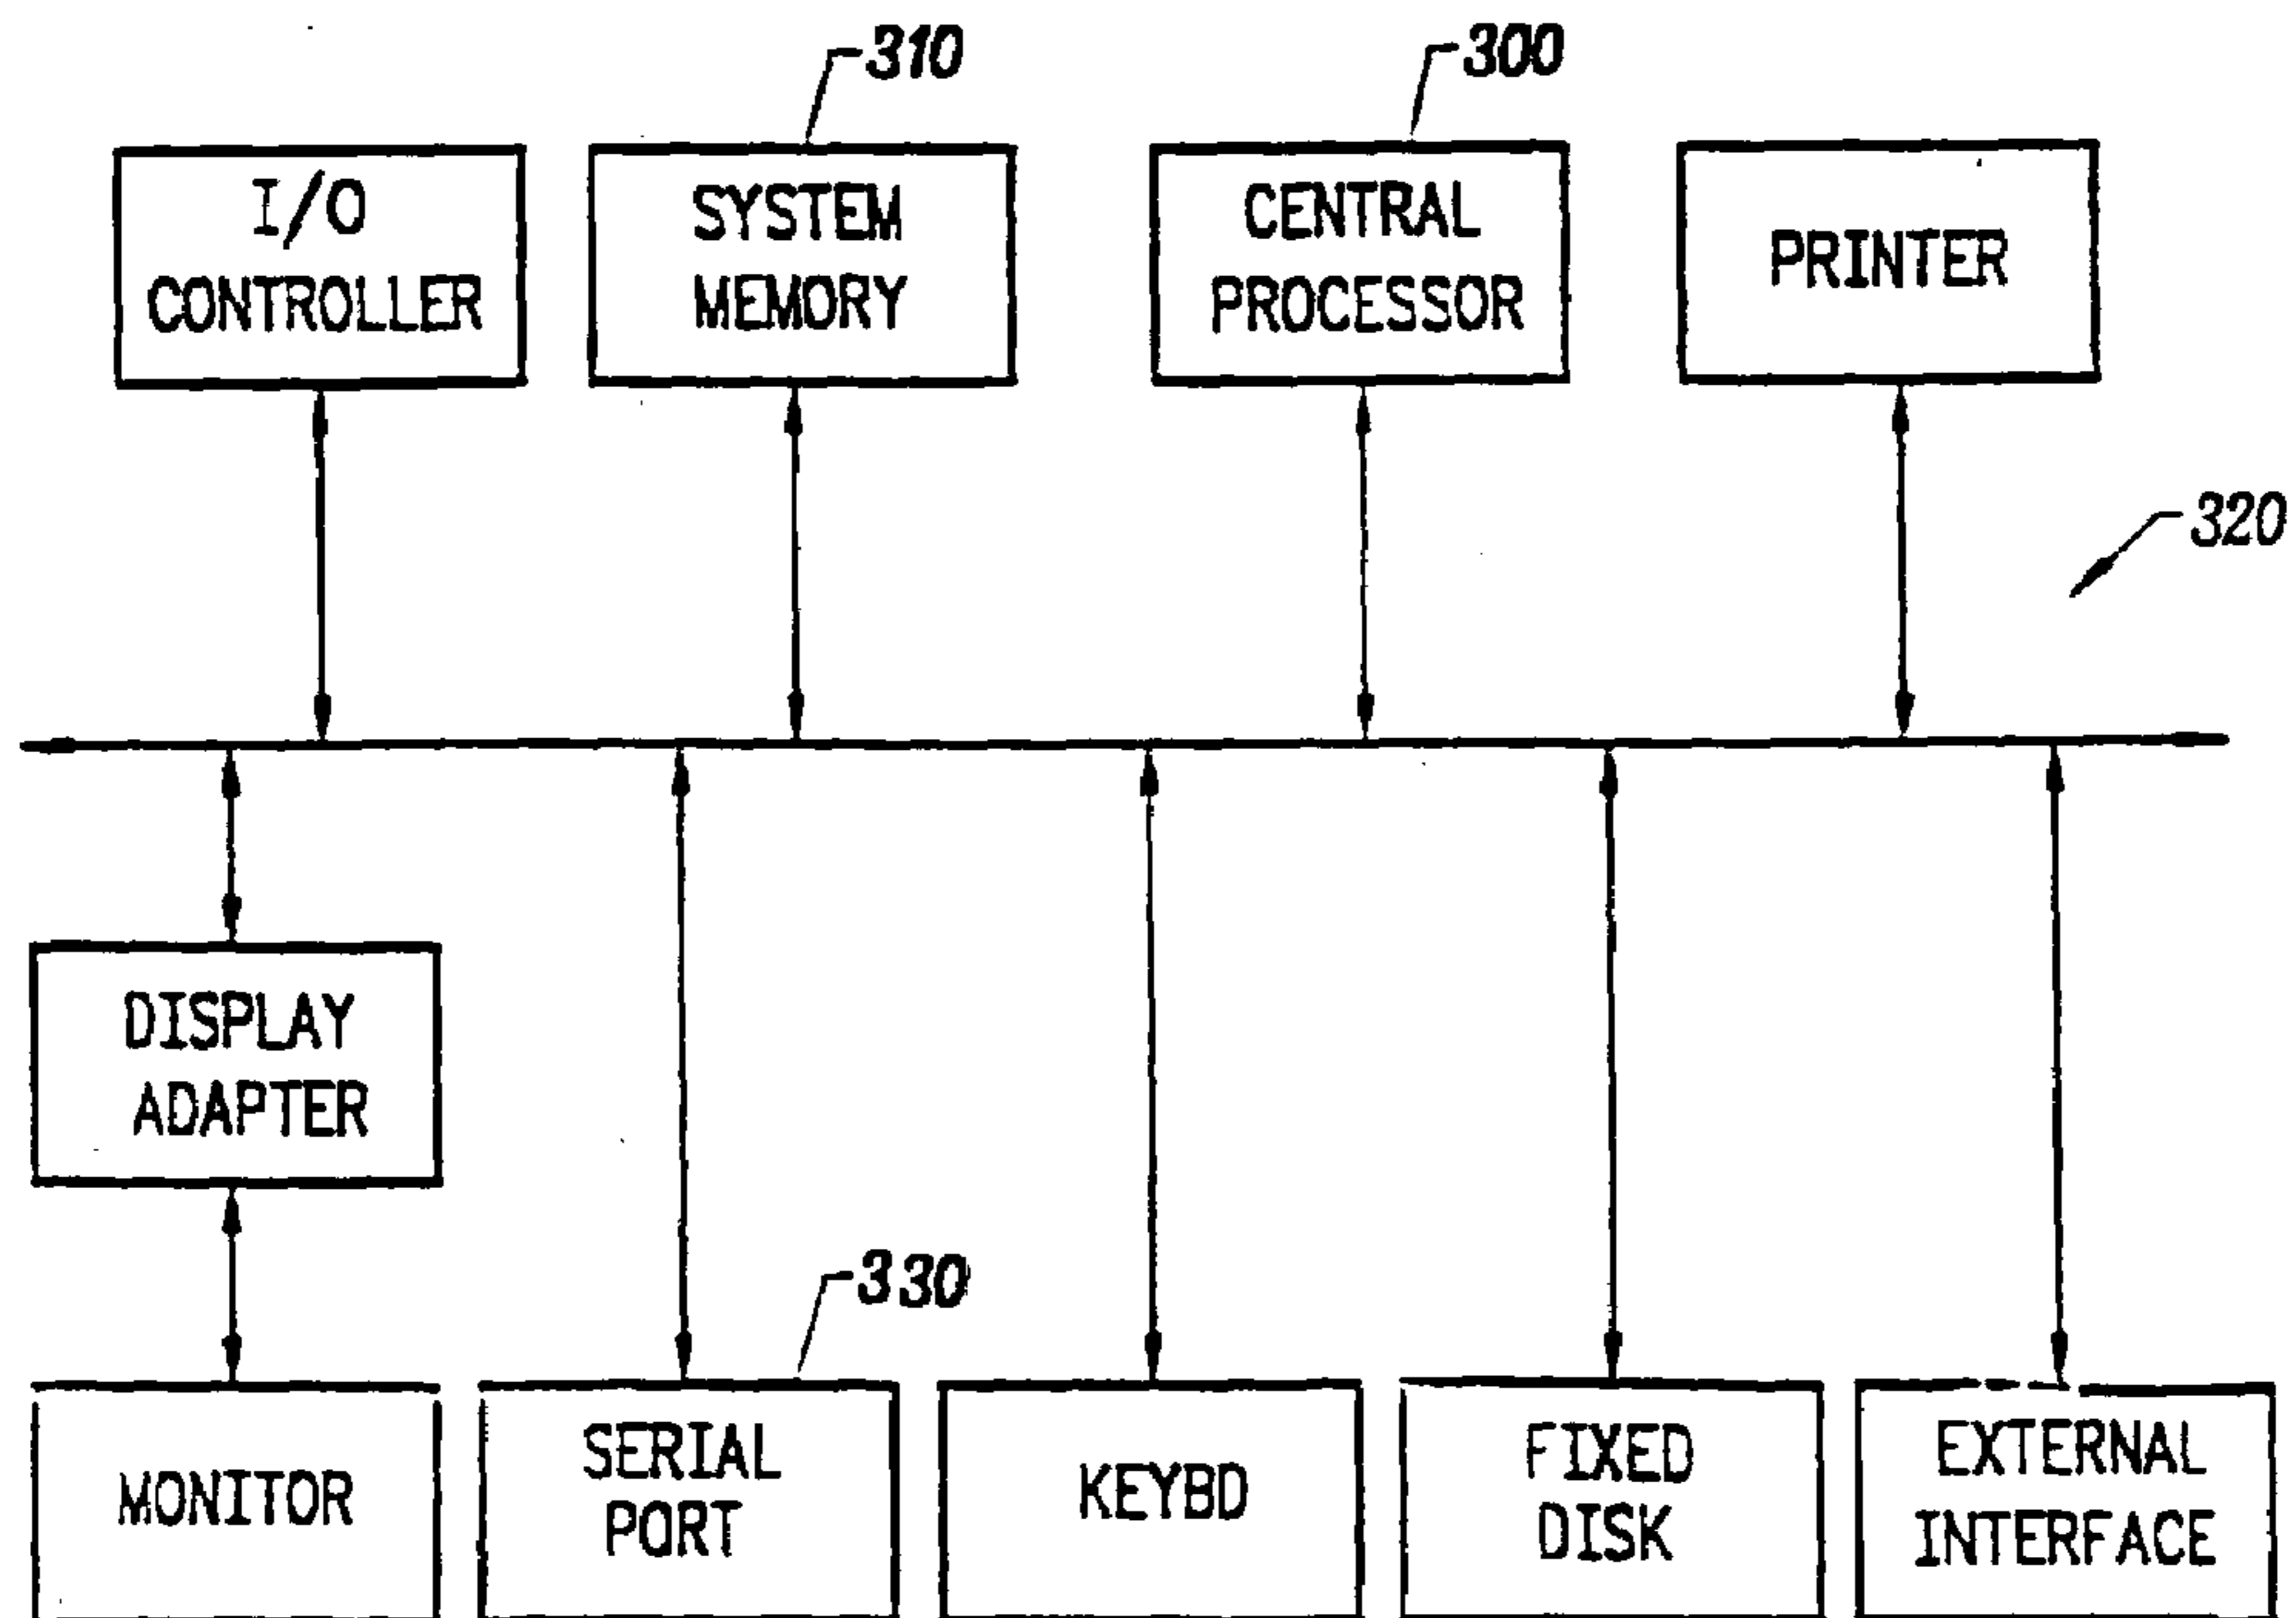 310
300
I/O
CONTROLLER
SYSTEM
MEMORY
CENTRAL
PROCESSOR
PRINTER
320
DISPLAY
ADAPTER
330
MONITOR
SERIAL
PORT
KEYBD
FIXED
DISK
EXTERNAL
INTERFACE